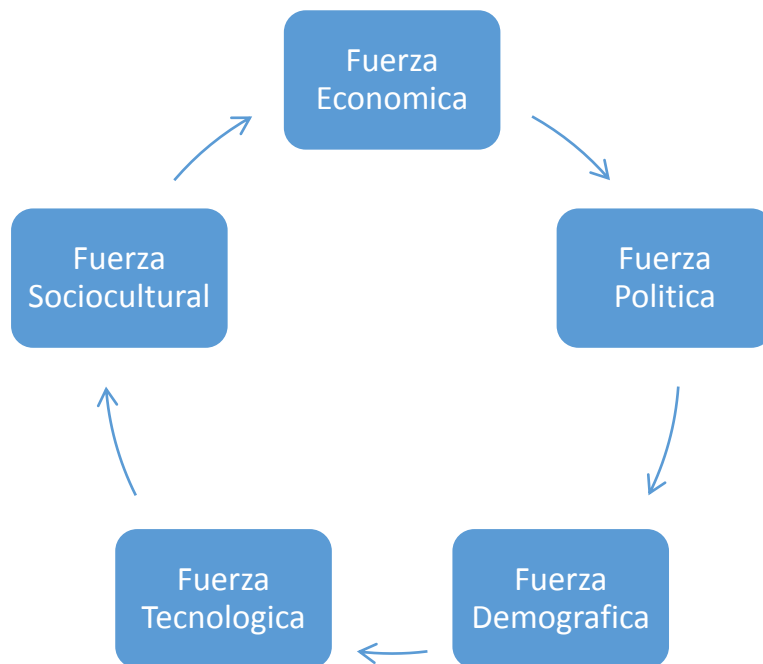 Fuerza
Economica
Fuerza
Politica
Fuerza
Demografica
Fuerza
Tecnologica
Fuerza
Sociocultural